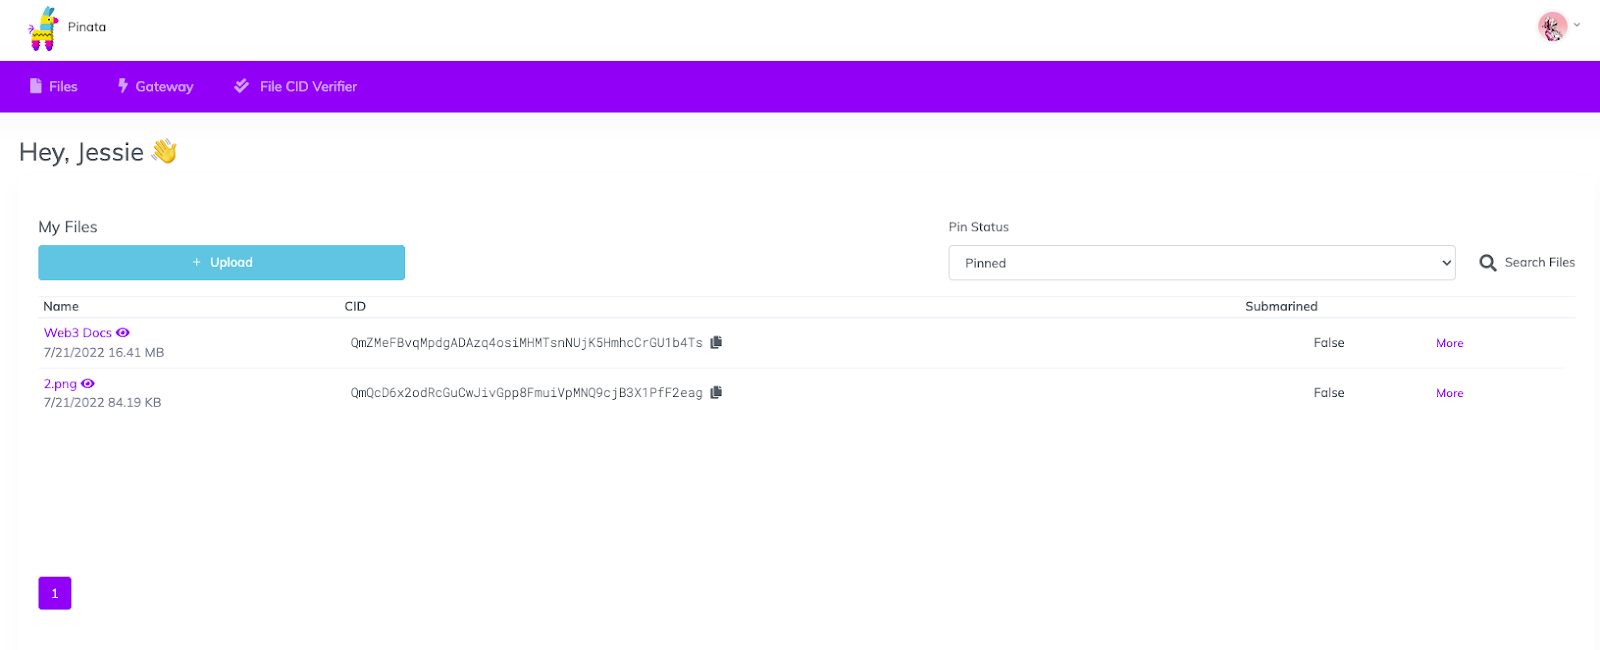 Pinata
Files Gateway File CID Verifier
Hey, Jessie 👋
My Files Pin Status
+ Upload Pinned Search Files
Name CID Submarined
Web3 Docs
7/21/2022 16.41 MB QmZMeFBvqMpdgADAzq4osiMHMTsnNUjK5HmhcCrGU1b4Ts False More
2.png
7/21/2022 84.19 KB QmQcD6x2odRcGuCwJivGpp8FmuiVpMNQ9cjB3X1PfF2eag False More
1